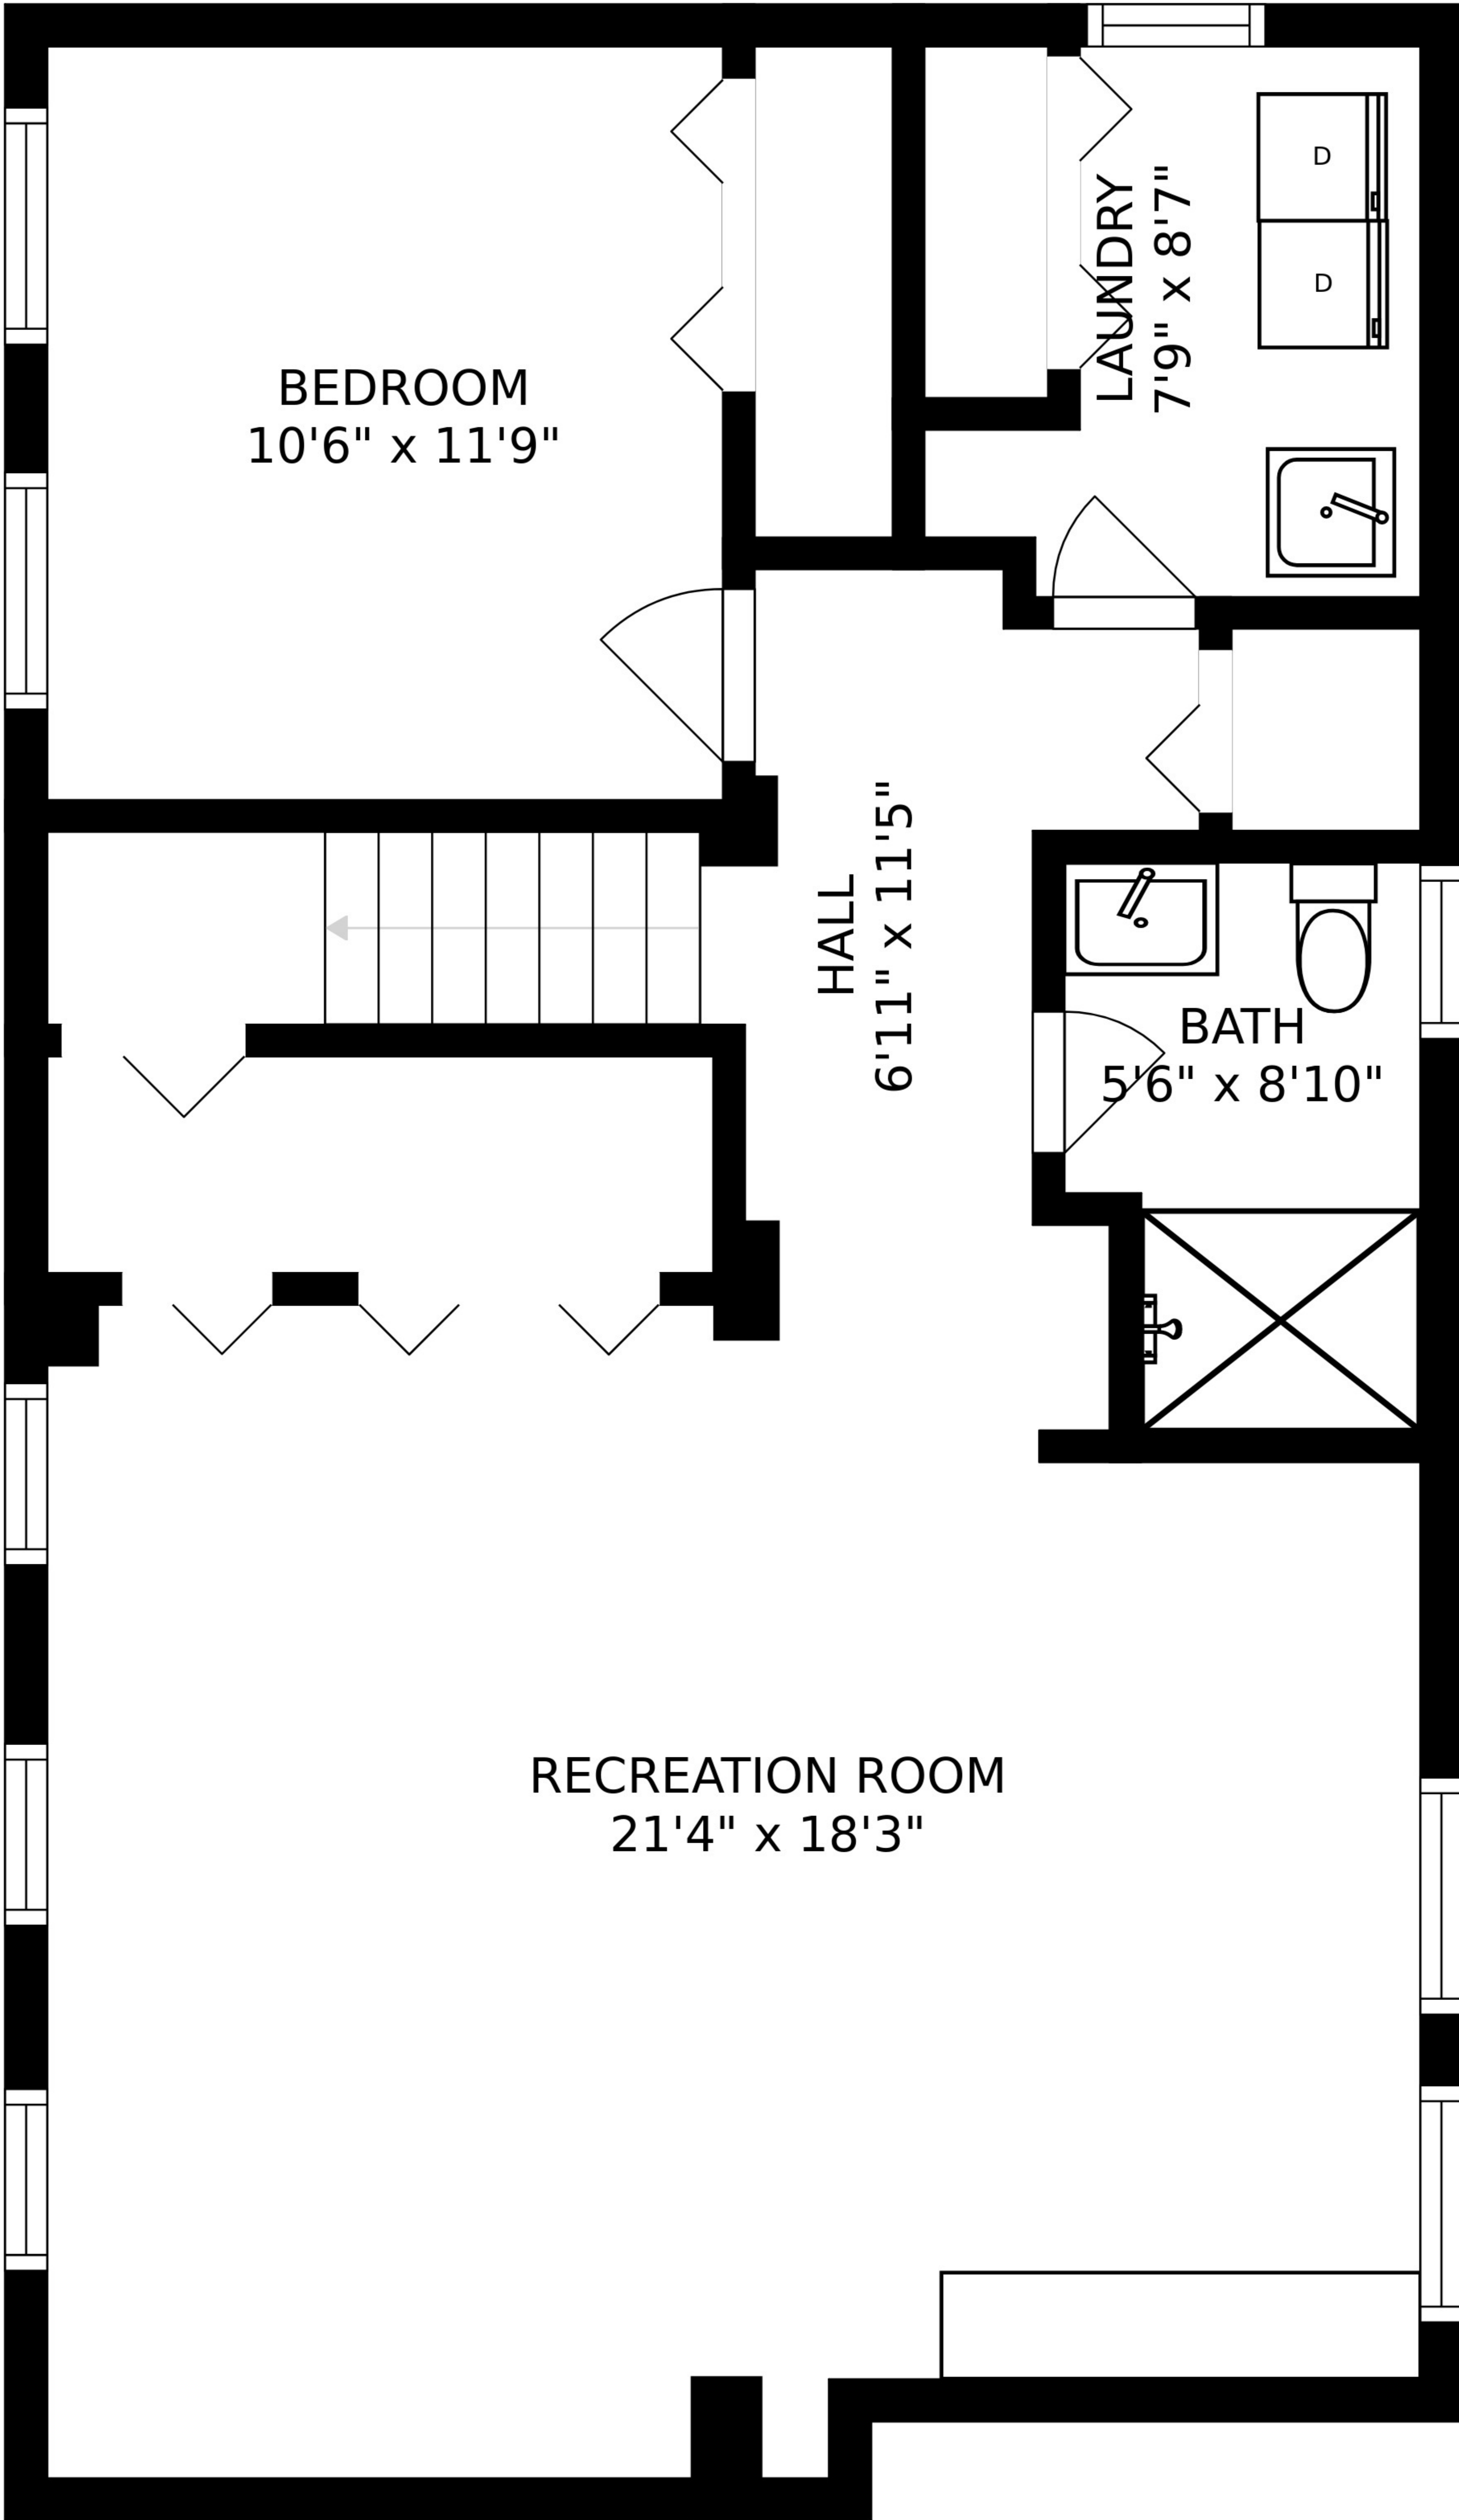 D
LAUNDRY
7'9" x 8'7"
D
BEDROOM
10'6" x 11'9"
HALL
6'11" x 11'5"
BATH
5'6" x 8'10"
RECREATION ROOM
21'4" x 18'3"